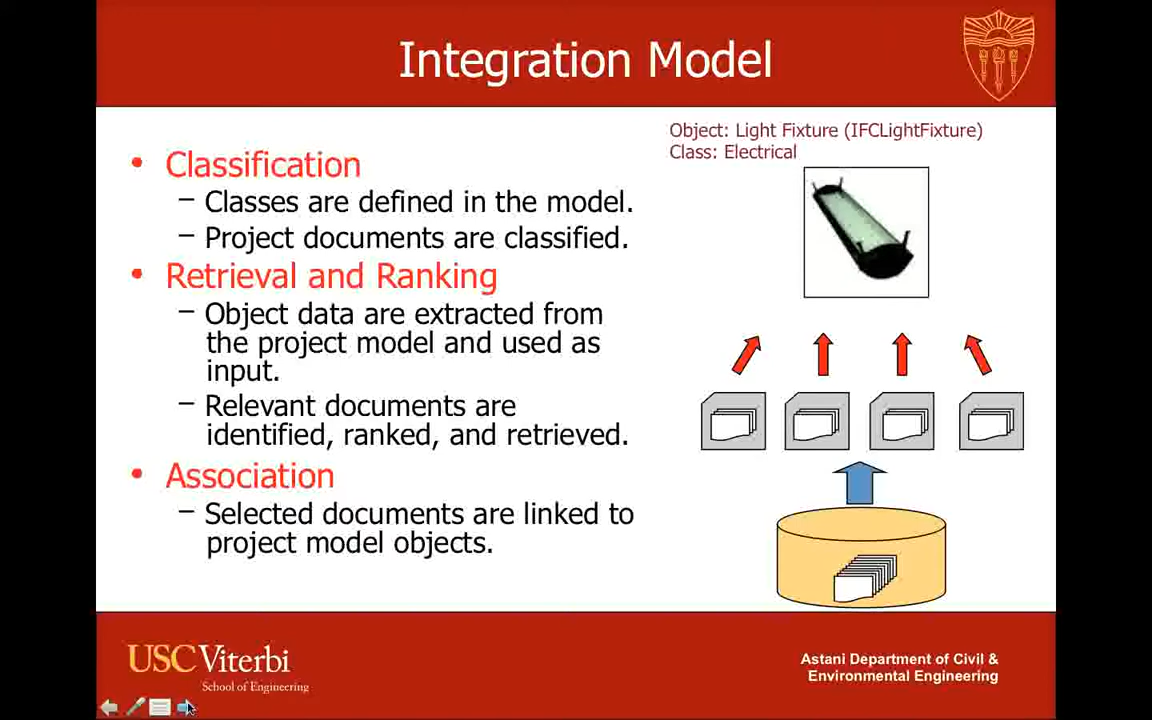 Integration Model
• Classification
– Classes are defined in the model.
– Project documents are classified.
• Retrieval and Ranking
– Object data are extracted from
the project model and used as
input.
– Relevant documents are
identified, ranked, and retrieved.
• Association
– Selected documents are linked to
project model objects.
Object: Light Fixture (IFCLightFixture)
Class: Electrical
USC Viterbi
School of Engineering
Astani Department of Civil &
Environmental Engineering